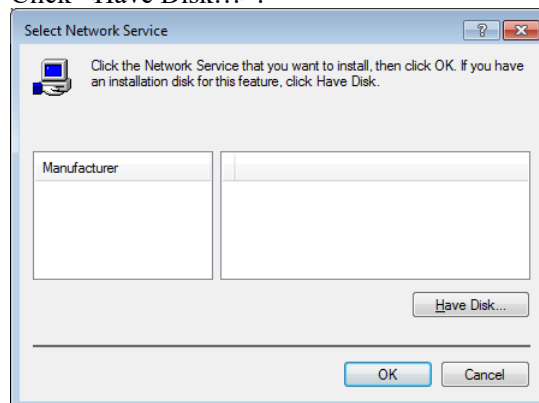 Click "Have Disk…".
Select Network Service
Click the Network Service that you want to install, then click OK. If you have
an installation disk for this feature, click Have Disk.
Manufacturer
Have Disk...
OK
Cancel